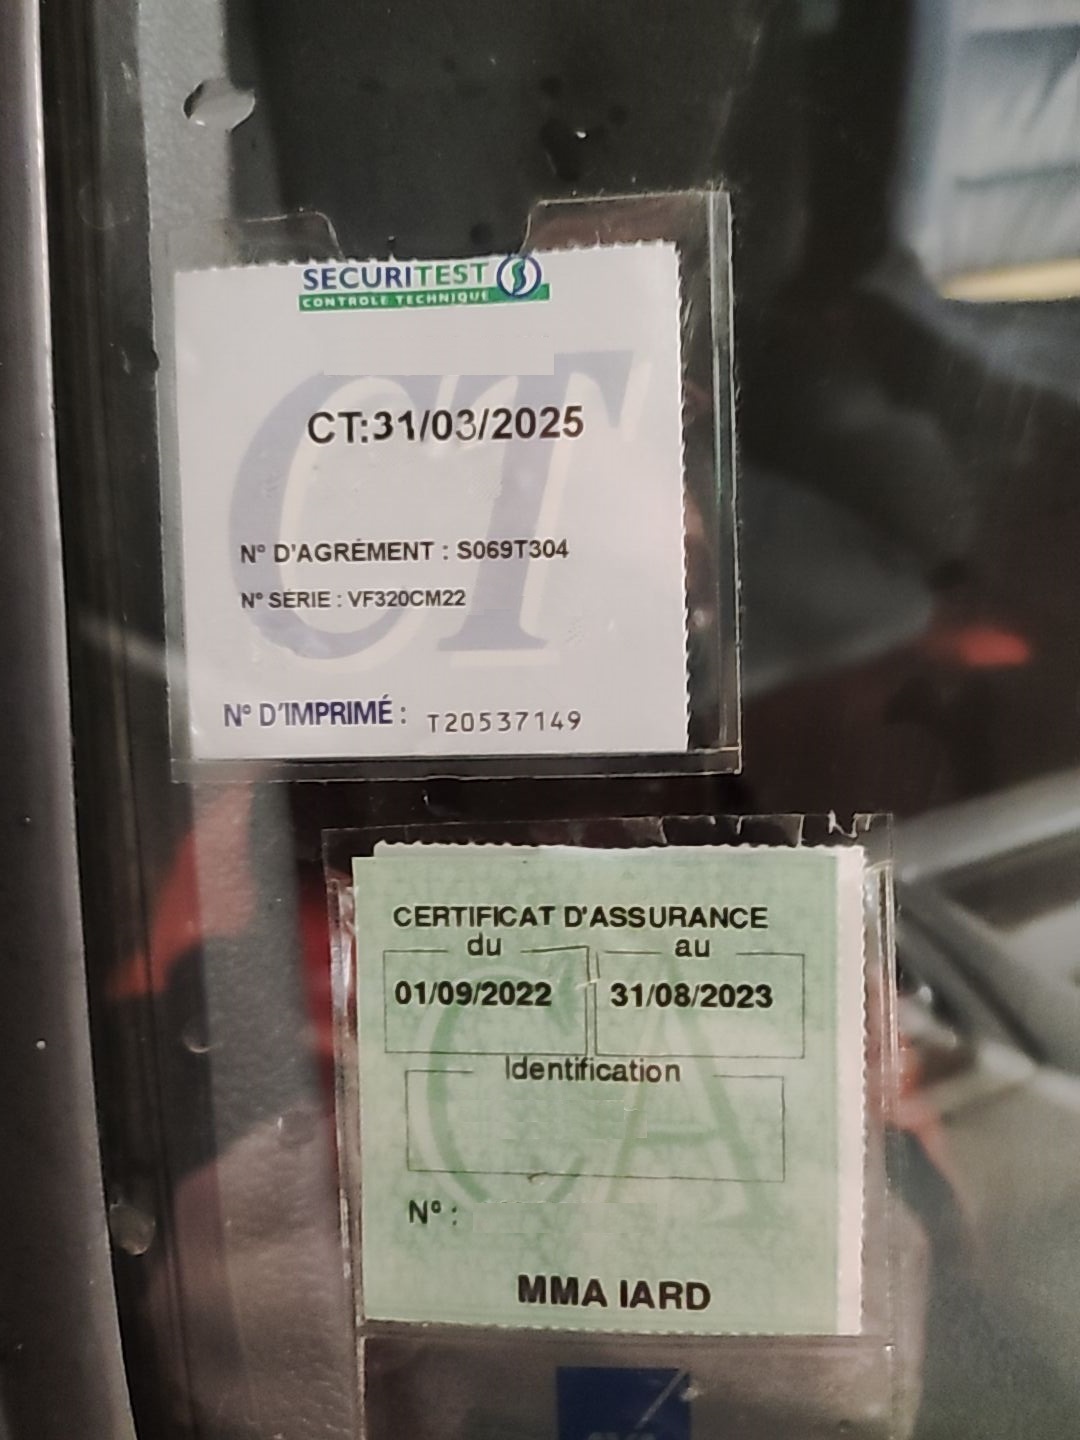 SECURITEST
CONTROLE TECHNIQUE
CT:31/03/2025
N° D'AGRÉMENT : S069T304
N° SÉRIE : VF320CM22
N° D'IMPRIMÉ : T20537149
CERTIFICAT D'ASSURANCE
du au
01/09/2022 31/08/2023
Identification
N° :
MMA IARD